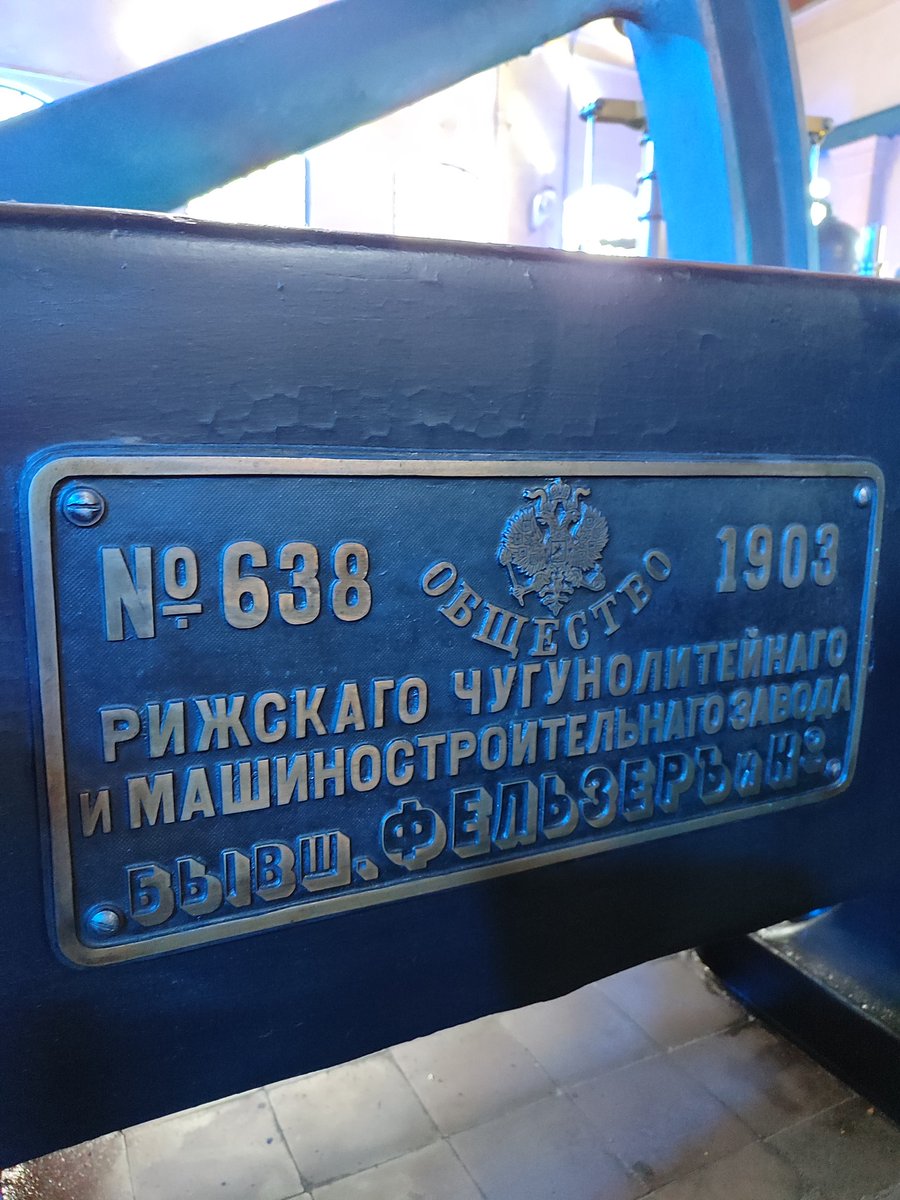 № 638
ОБЩЕСТВО
1903
РИЖСКАГО ЧУГУНОЛИТЕЙНАГО
И МАШИНОСТРОИТЕЛЬНАГО ЗАВОДА
БЫВШ. ФЕЛЬЗЕРЪ и Ко.